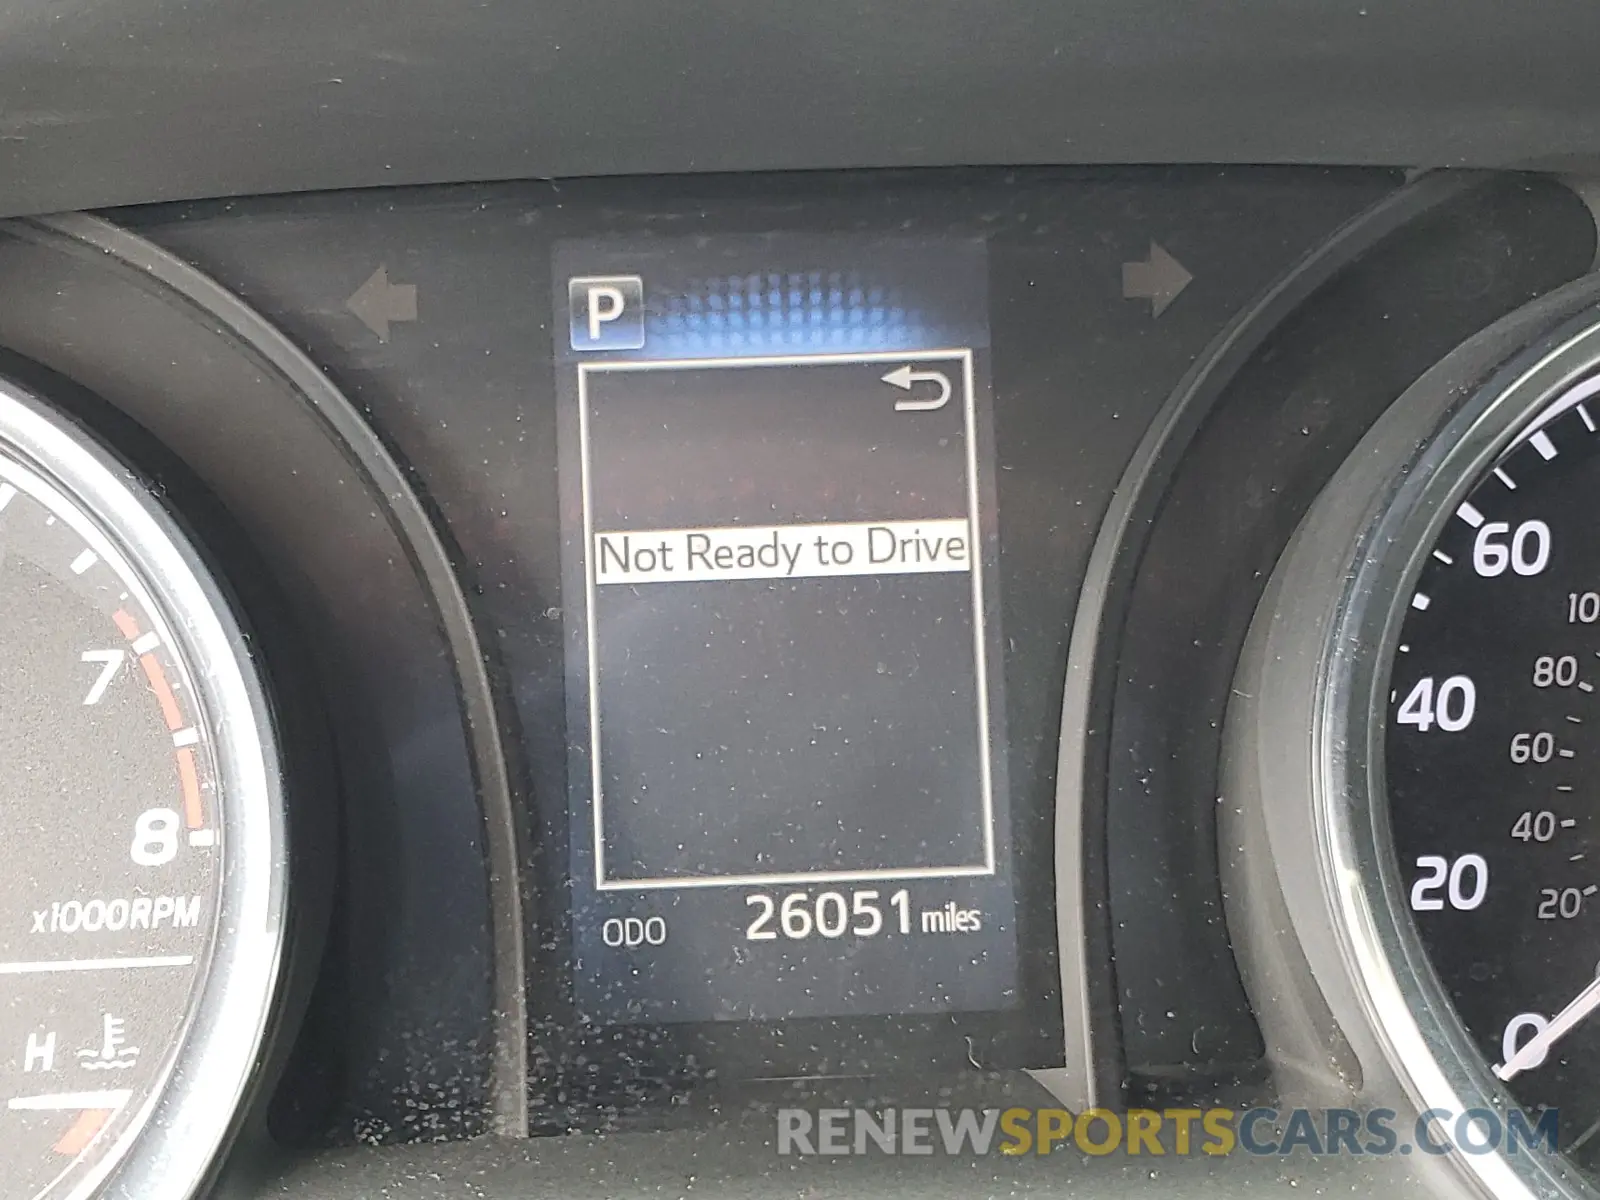 P
Not Ready to Drive
ODO 26051 miles
7
8
x1000RPM
H
60
40
20
0
10
80
60
40
20
RENEWSPORTSCARS.COM